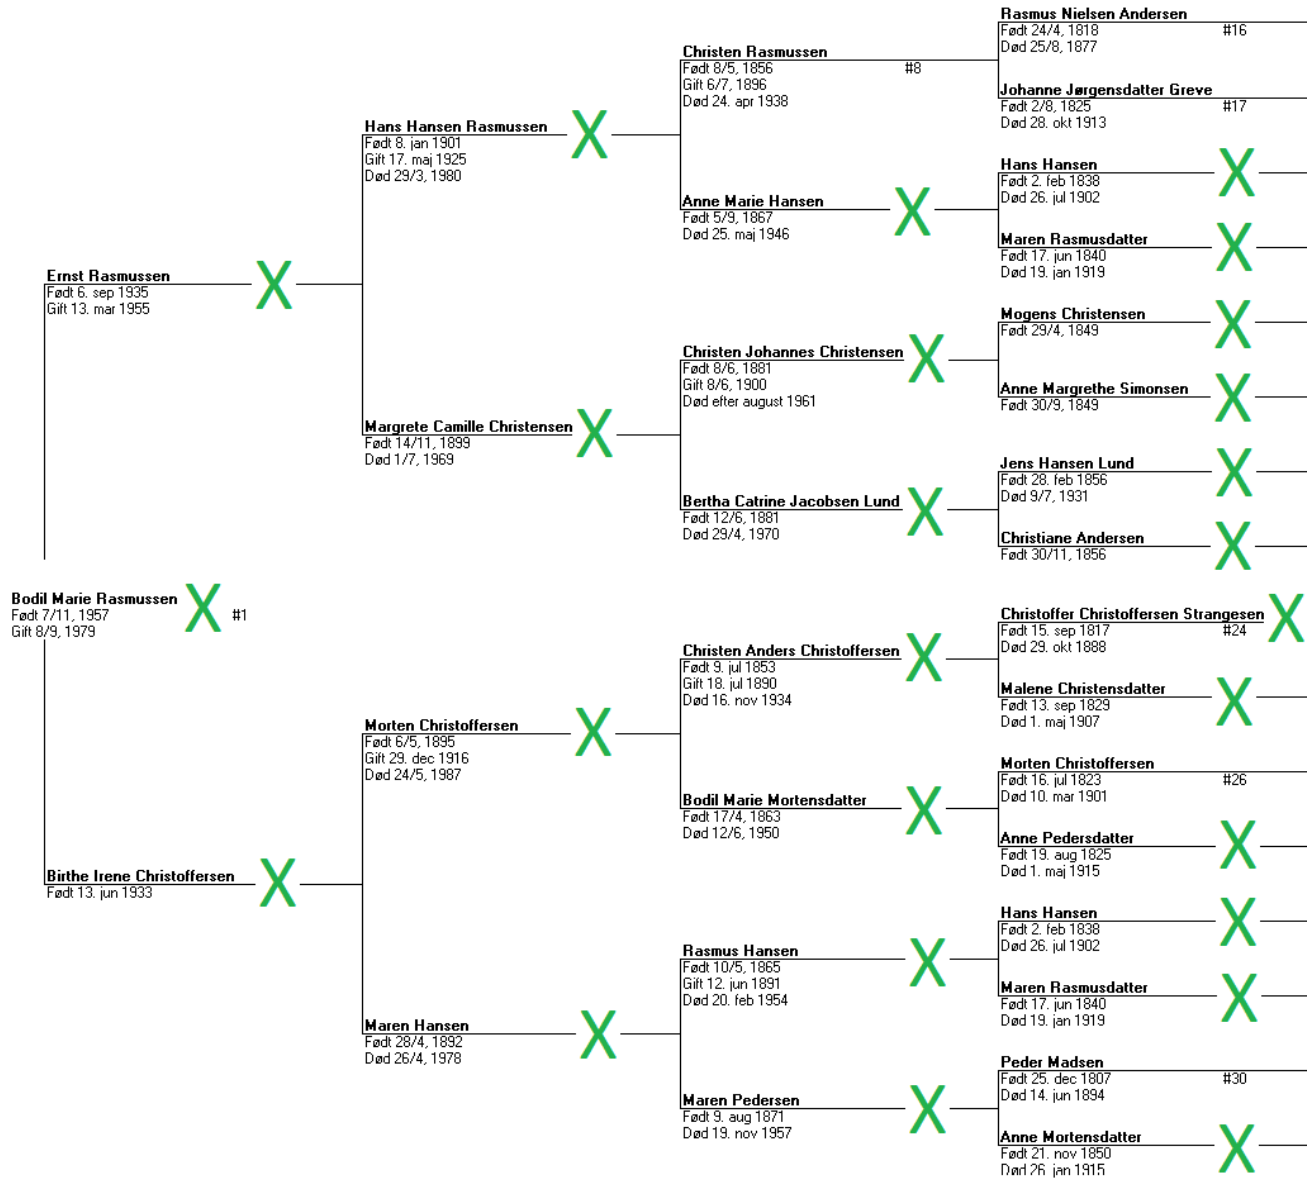 Rasmus Nielsen Andersen
Født 24/4, 1818 #16
Død 25/8, 1877
Christen Rasmussen
Født 8/5, 1856 #8
Gift 6/7, 1896
Død 24. apr 1938
Johanne Jørgensdatter Greve
Født 2/8, 1825 #17
Død 28. okt 1913
Hans Hansen Rasmussen
Født 8. jan 1901
Gift 17. maj 1925
Død 29/3, 1980
X
Hans Hansen
Født 2. feb 1838
Død 26. jul 1902
X
Anne Marie Hansen
Født 5/9, 1867
Død 25. maj 1946
X
Maren Rasmusdatter
Født 17. jun 1840
Død 19. jan 1919
X
Ernst Rasmussen
Født 6. sep 1935
Gift 13. mar 1955
X
Mogens Christensen
Født 29/4, 1849
X
Christen Johannes Christensen
Født 8/6, 1881
Gift 8/6, 1900
Død efter august 1961
X
Anne Margrethe Simonsen
Født 30/9, 1849
X
Margrete Camille Christensen
Født 14/11, 1899
Død 1/7, 1969
X
Jens Hansen Lund
Født 28. feb 1856
Død 9/7, 1931
X
Bertha Catrine Jacobsen Lund
Født 12/6, 1881
Død 29/4, 1970
X
Christiane Andersen
Født 30/11, 1856
X
Bodil Marie Rasmussen
Født 7/11, 1957 #1
Gift 8/9, 1979
X
Christoffer Christoffersen Strangesen
Født 15. sep 1817 #24
Død 29. okt 1888
X
Christen Anders Christoffersen
Født 9. jul 1853
Gift 18. jul 1890
Død 16. nov 1934
X
Malene Christensdatter
Født 13. sep 1829
Død 1. maj 1907
X
Morten Christoffersen
Født 6/5, 1895
Gift 29. dec 1916
Død 24/5, 1987
X
Morten Christoffersen
Født 16. jul 1823 #26
Død 10. mar 1901
Bodil Marie Mortensdatter
Født 17/4, 1863
Død 12/6, 1950
X
Anne Pedersdatter
Født 19. aug 1825
Død 1. maj 1915
X
Birthe Irene Christoffersen
Født 13. jun 1933
X
Hans Hansen
Født 2. feb 1838
Død 26. jul 1902
X
Rasmus Hansen
Født 10/5, 1865
Gift 12. jun 1891
Død 20. feb 1954
X
Maren Rasmusdatter
Født 17. jun 1840
Død 19. jan 1919
X
Maren Hansen
Født 28/4, 1892
Død 26/4, 1978
X
Peder Madsen
Født 25. dec 1807 #30
Død 14. jun 1894
Maren Pedersen
Født 9. aug 1871
Død 19. nov 1957
X
Anne Mortensdatter
Født 21. nov 1850
Død 26. jan 1915
X